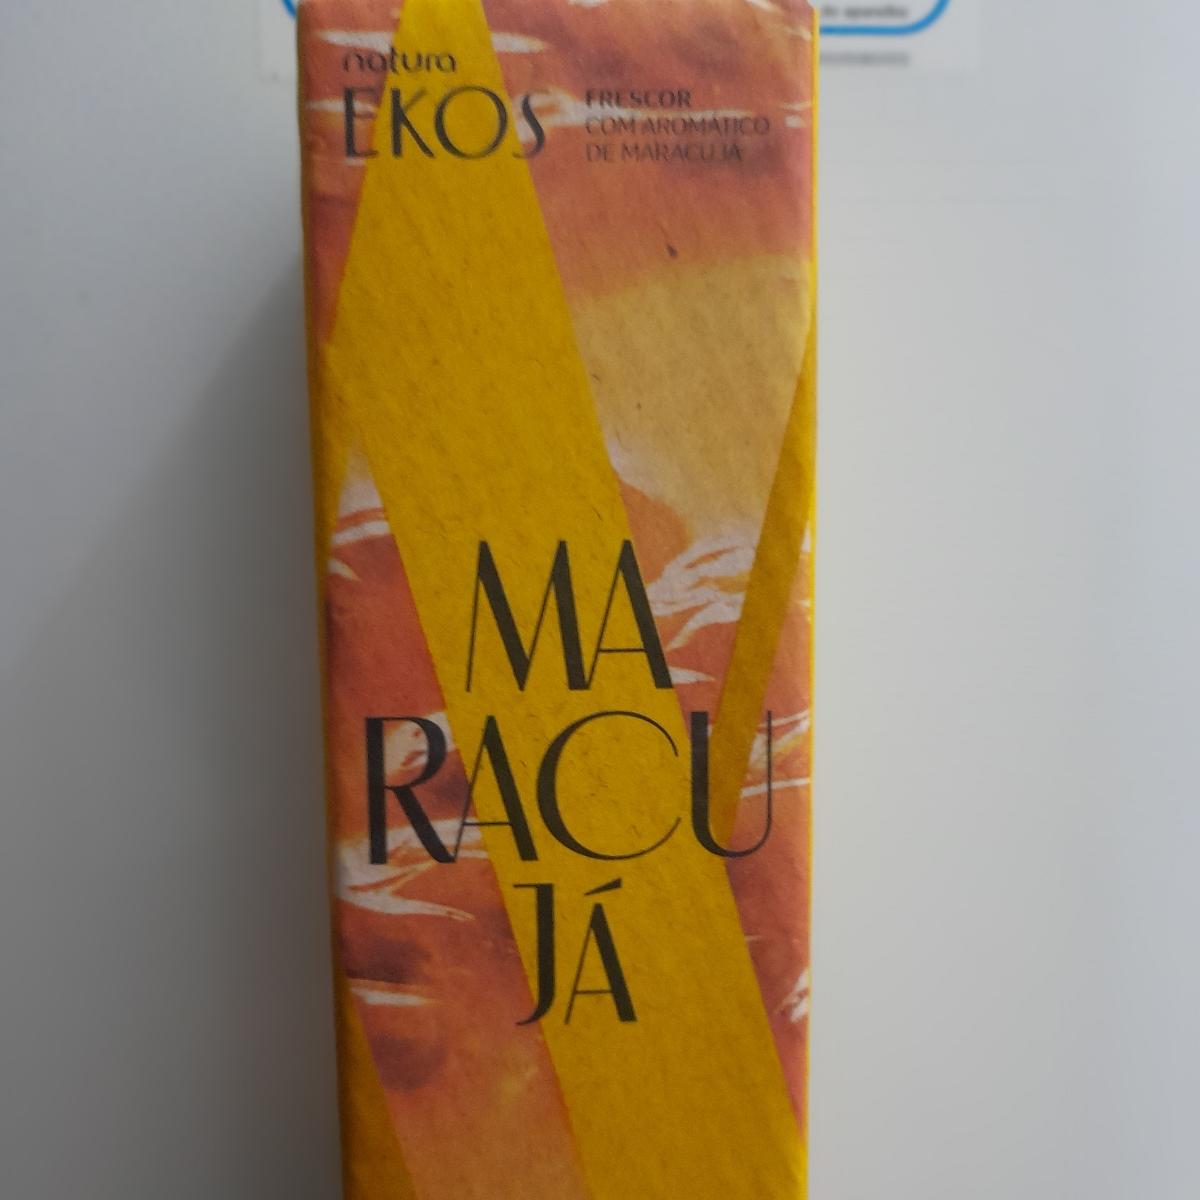 natura
EKOS
FRESCOR
COM AROMÁTICO
DE MARACUJÁ
MA
RACU
JÁ